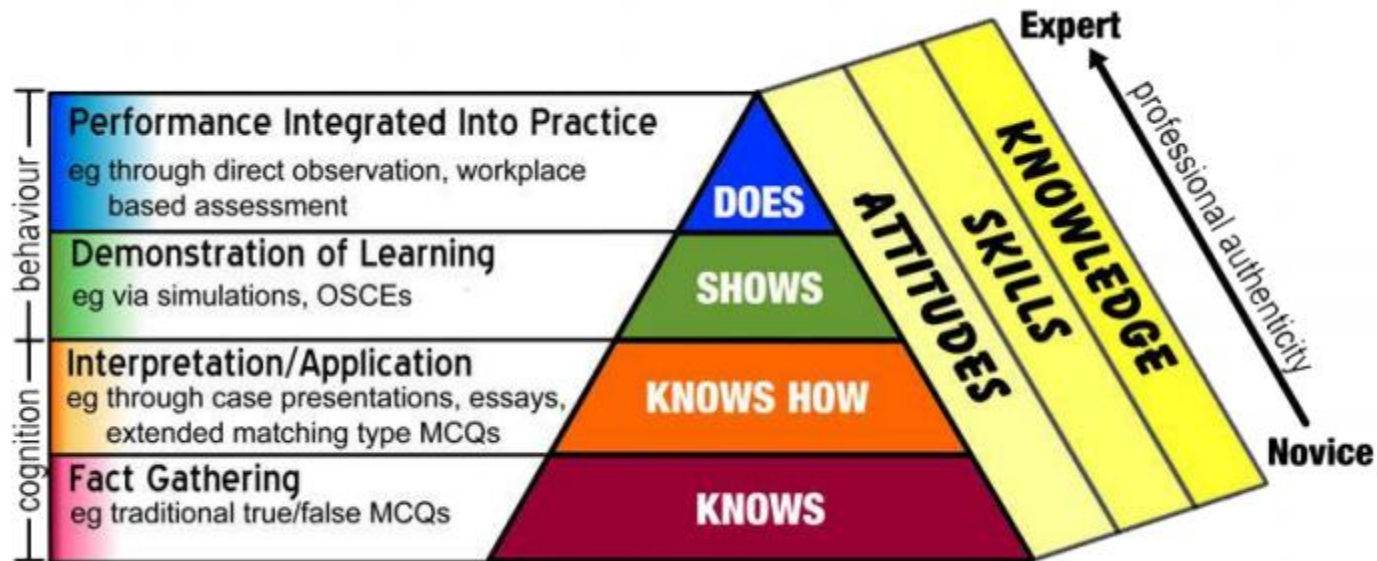 Expert
professional authenticity
Novice
behaviour
cognition
Performance Integrated Into Practice
eg through direct observation, workplace
based assessment
DOES
Demonstration of Learning
eg via simulations, OSCEs
SHOWS
Interpretation/Application
eg through case presentations, essays,
extended matching type MCQs
KNOWS HOW
Fact Gathering
eg traditional true/false MCQs
KNOWS
ATTITUDES
SKILLS
KNOWLEDGE